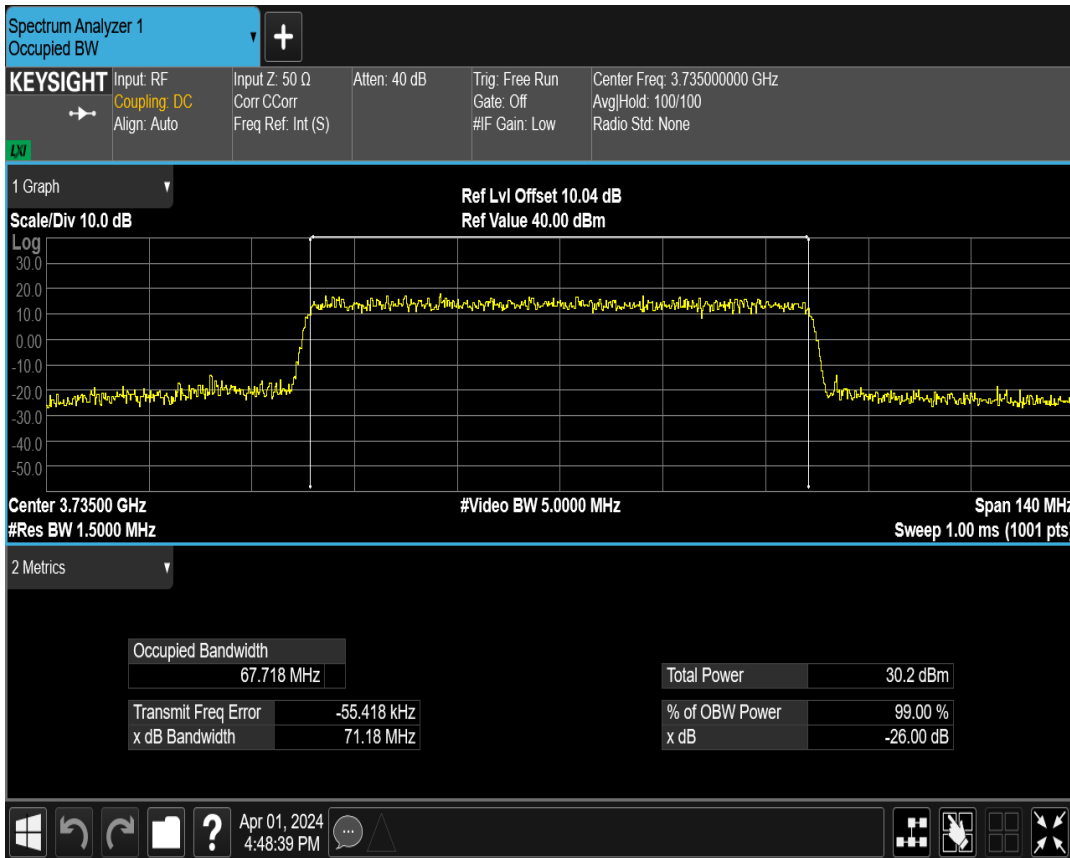 Spectrum Analyzer 1
Occupied BW
KEYSIGHT
LXI
Input: RF
Coupling: DC
Align: Auto
Input Z: 50 Ω
Corr CCorr
Freq Ref: Int (S)
Atten: 40 dB
Trig: Free Run
Gate: Off
#IF Gain: Low
Center Freq: 3.735000000 GHz
Avg|Hold: 100/100
Radio Std: None
1 Graph
Scale/Div 10.0 dB
Ref Lvl Offset 10.04 dB
Ref Value 40.00 dBm
Log
30.0
20.0
10.0
0.00
-10.0
-20.0
-30.0
-40.0
-50.0
Center 3.73500 GHz
#Video BW 5.0000 MHz
Span 140 MHz
#Res BW 1.5000 MHz
Sweep 1.00 ms (1001 pts)
2 Metrics
Occupied Bandwidth
67.718 MHz
Transmit Freq Error -55.418 kHz
x dB Bandwidth 71.18 MHz
Total Power 30.2 dBm
% of OBW Power 99.00 %
x dB -26.00 dB
?
Apr 01, 2024
4:48:39 PM